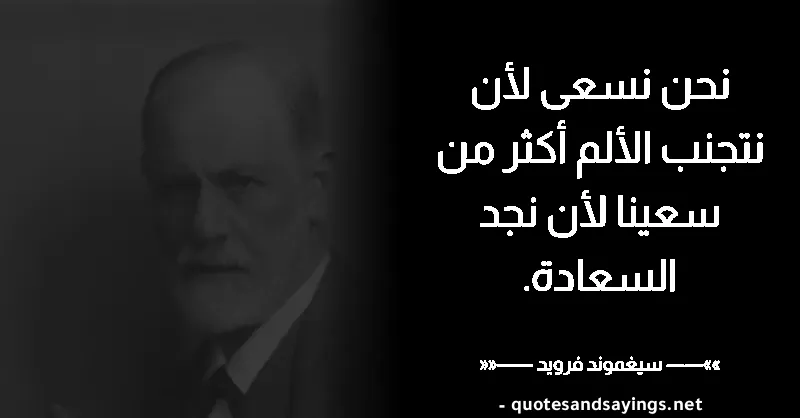 نحن نسعى لأن
نتجنب الألم أكثر من
سعينا لأن نجد
السعادة.
»»—— سيغموند فرويد ——««
- quotesandsayings.net